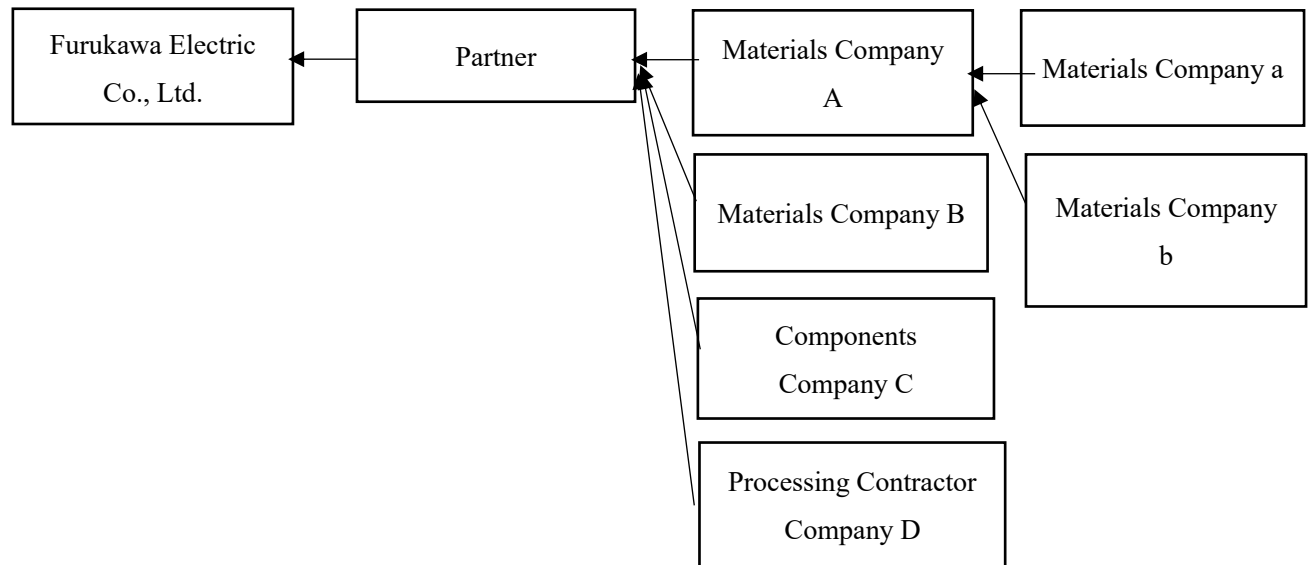 Furukawa Electric
Co., Ltd.
Partner
Materials Company
A
Materials Company a
Materials Company B
Materials Company
b
Components
Company C
Processing Contractor
Company D